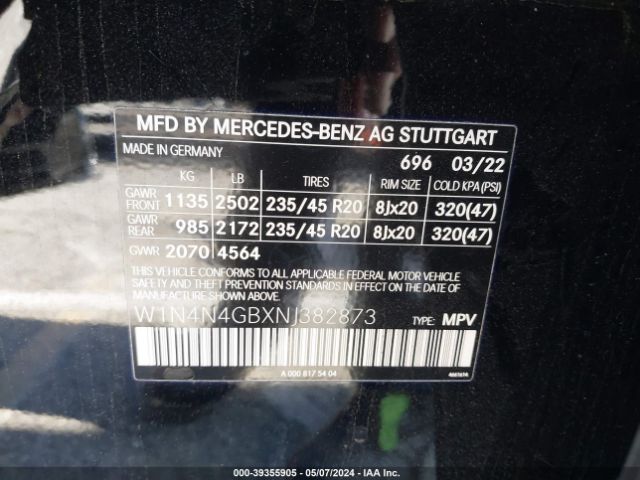 MFD BY MERCEDES-BENZ AG STUTTGART
MADE IN GERMANY 696 03/22
KG LB TIRES RIM SIZE COLD KPA (PSI)
GAWR FRONT 1135 2502 235/45 R20 8Jx20 320(47)
GAWR REAR 985 2172 235/45 R20 8Jx20 320(47)
GVWR 2070 4564
THIS VEHICLE CONFORMS TO ALL APPLICABLE FEDERAL MOTOR VEHICLE
SAFETY AND THEFT PREVENTION STANDARDS IN EFFECT ON THE DATE
OF MANUFACTURE SHOWN ABOVE.
W1N4N4GBXNJ382873 TYPE: MPV
A 000 817 54 04
000-39355905 - 05/07/2024 - IAA Inc.